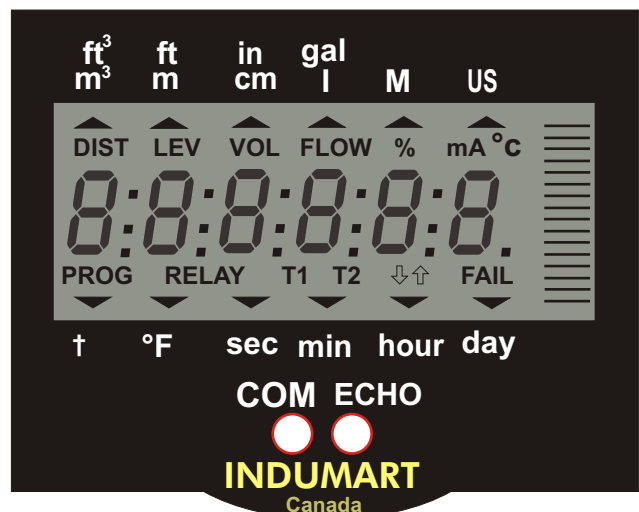 ft³ ft in gal
m³ m cm l M US
DIST LEV VOL FLOW % mA °C
8:8:8:8:8:8.
PROG RELAY T1 T2 ⇩⇧ FAIL
† °F sec min hour day
COM ECHO
INDUMART
Canada